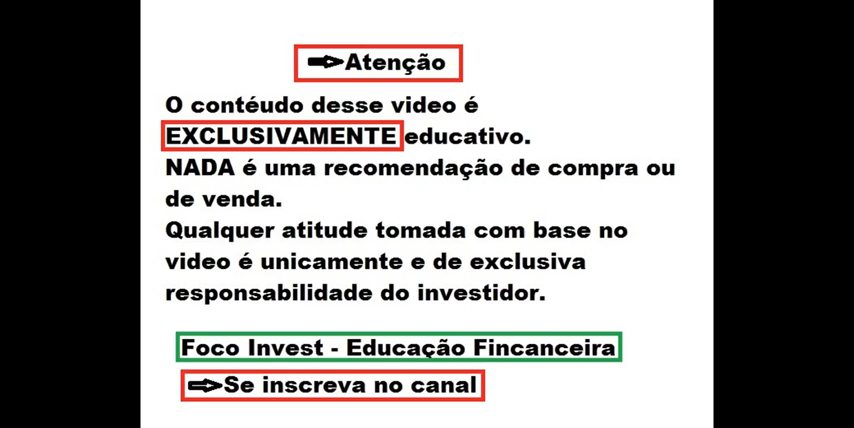 Atenção
O contéudo desse video é
EXCLUSIVAMENTE educativo.
NADA é uma recomendação de compra ou
de venda.
Qualquer atitude tomada com base no
video é unicamente e de exclusiva
responsabilidade do investidor.
Foco Invest - Educação Fincanceira
Se inscreva no canal